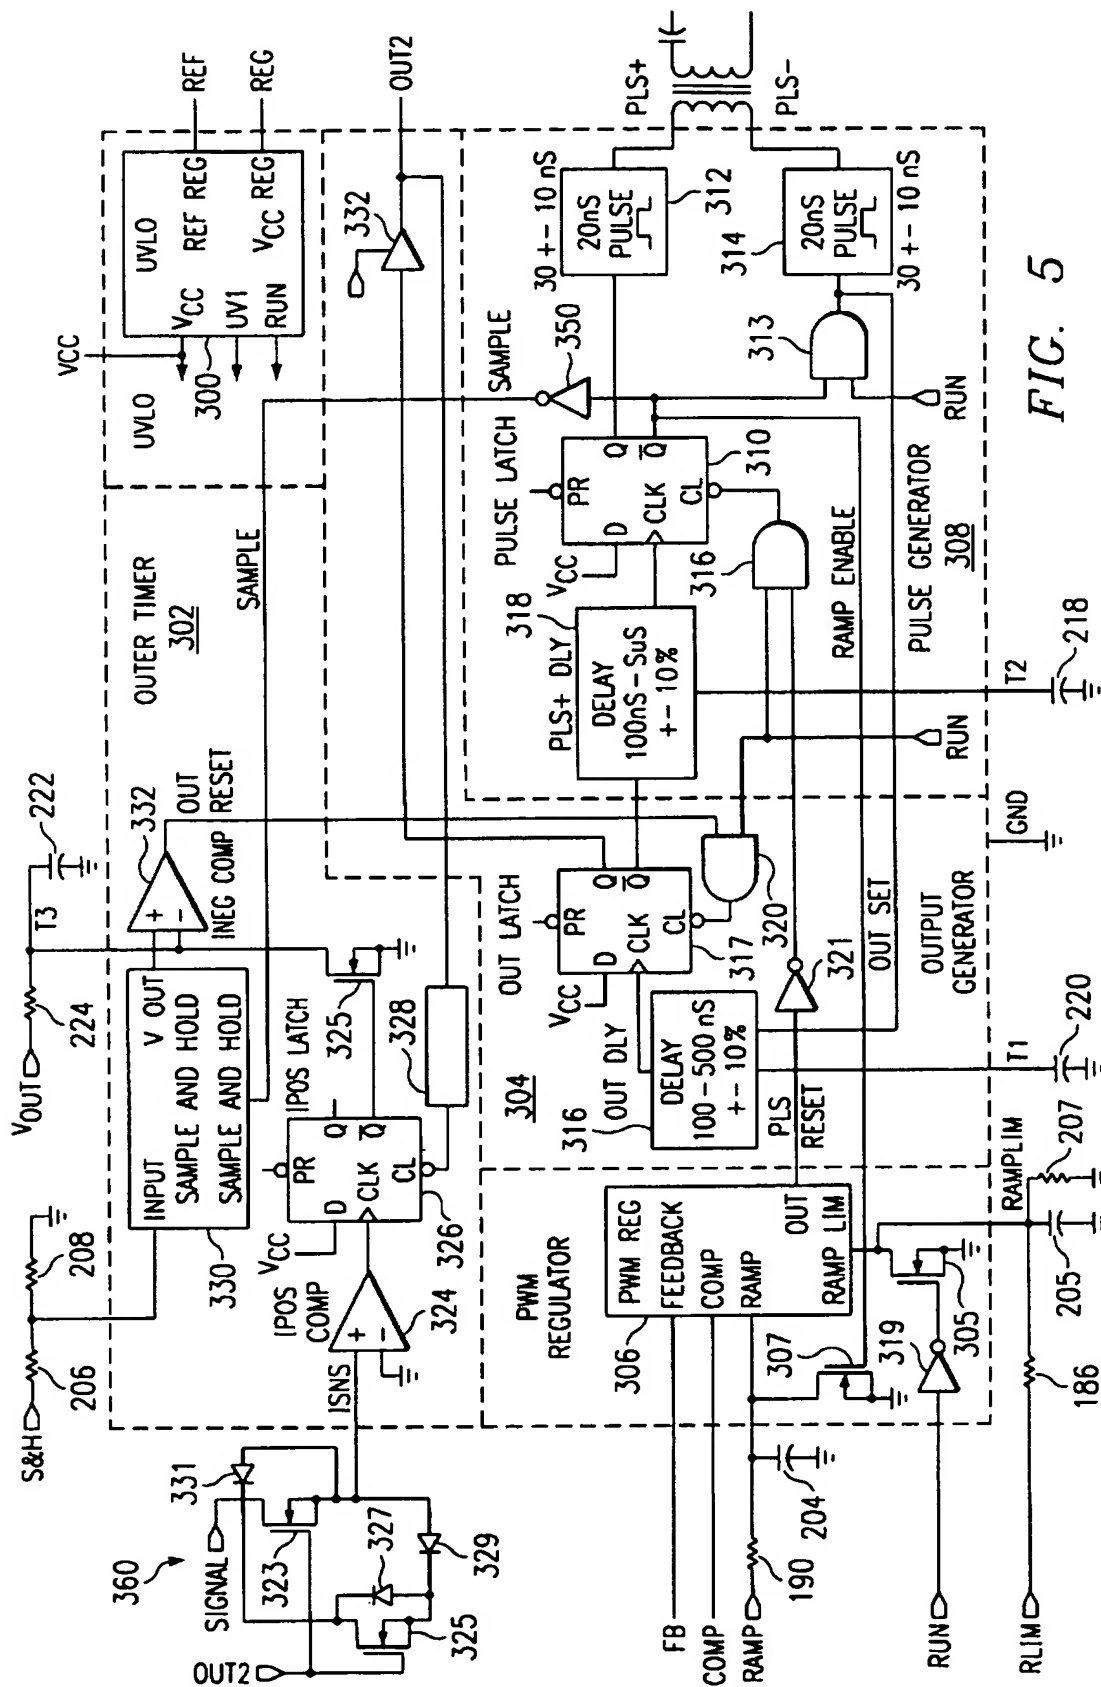 S&H
206
208
VOUT
224
T3
222
VCC
OUTER TIMER
302
UVLO
UVLO
VCC
UV1
RUN
REF REG
VCC REG
300
REF
REG
INPUT
V OUT
SAMPLE AND HOLD
SAMPLE AND HOLD
330
332
+
-
INEG COMP
OUT
RESET
SAMPLE
360
SIGNAL
331
323
327
329
325
OUT2
ISNS
IPOS
COMP
+
-
324
VCC
D
PR
Q
CLK
Q
CL
326
IPOS LATCH
325
328
332
OUT2
304
OUT LATCH
VCC
D
PR
Q
CLK
Q
CL
317
320
OUT DLY
316
DELAY
100-500 nS
+-10%
PLS
RESET
321
OUT SET
OUTPUT
GENERATOR
PLS+ DLY
318
DELAY
100nS-SuS
+-10%
PULSE LATCH
VCC
D
PR
Q
CLK
Q
CL
310
316
SAMPLE
350
30 +- 10 nS
20nS
PULSE
312
313
314
20nS
PULSE
30 +- 10 nS
PLS+
PLS-
RAMP ENABLE
PULSE GENERATOR
308
RUN
RUN
PWM
REGULATOR
306
PWM REG
FEEDBACK
COMP
RAMP
OUT
RAMP LIM
307
319
305
FB
COMP
RAMP
190
204
RUN
RLIM
186
205
RAMPLIM
207
T1
220
GND
T2
218
FIG. 5